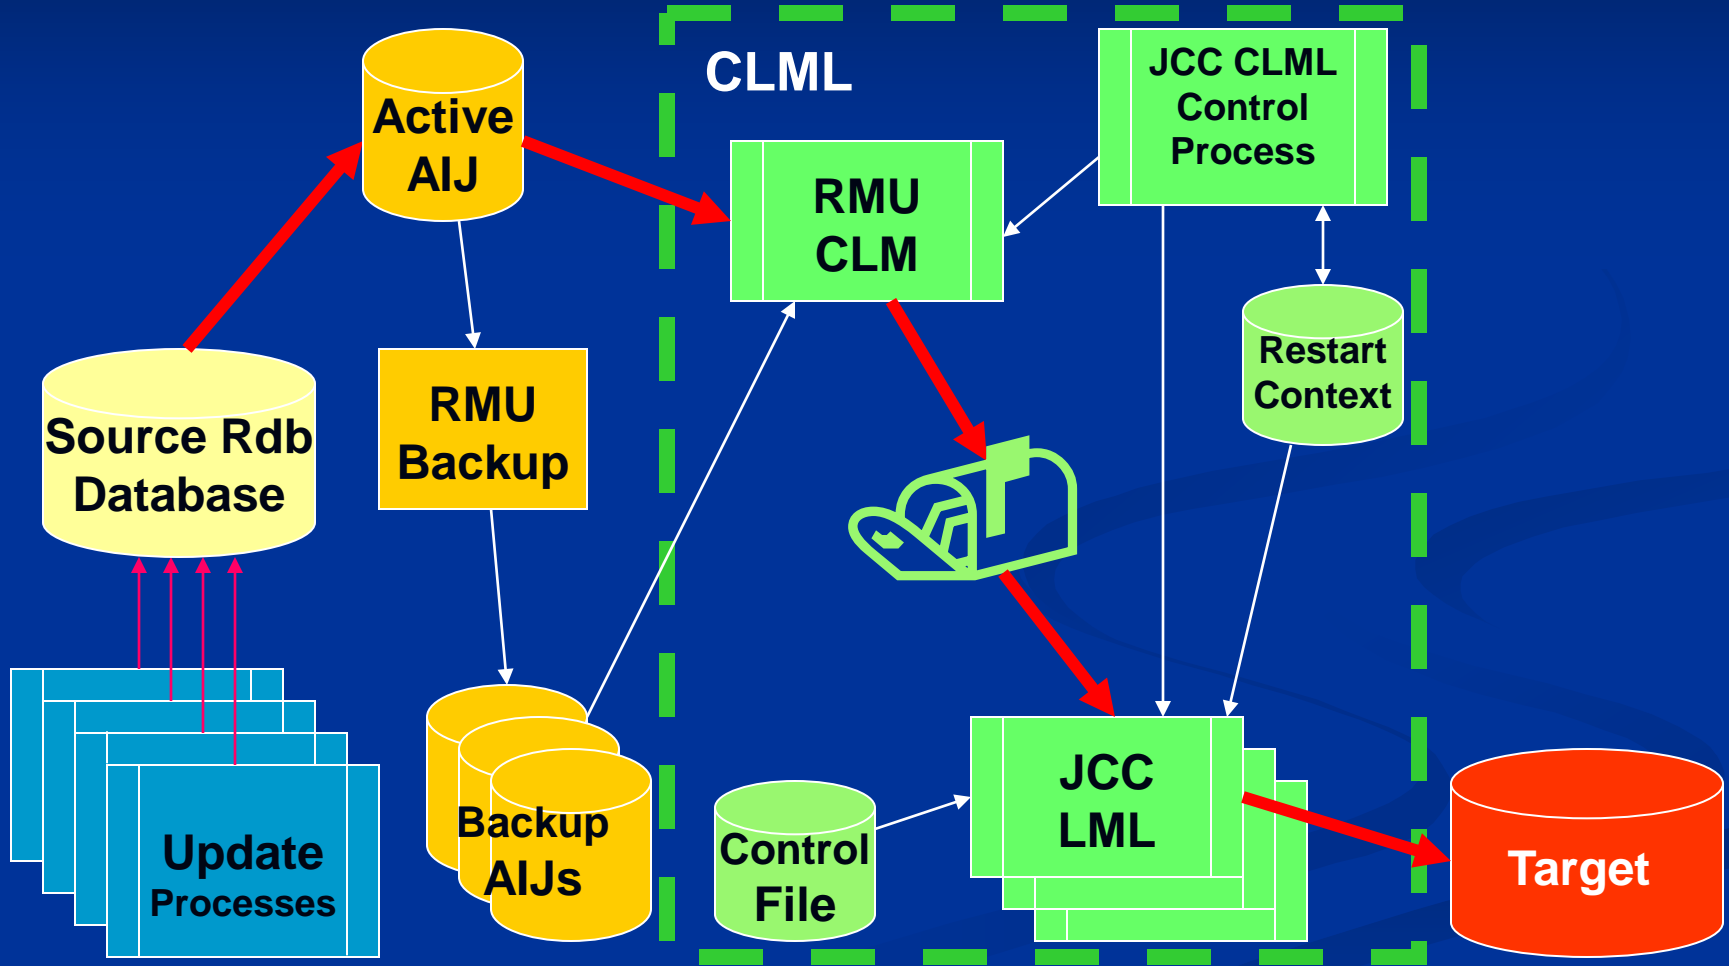 CLML
JCC CLML
Control
Process
Active
AIJ
RMU
CLM
Restart
Context
RMU
Backup
Source Rdb
Database
JCC
LML
Backup
AIJs
Control
File
Update
Processes
Target